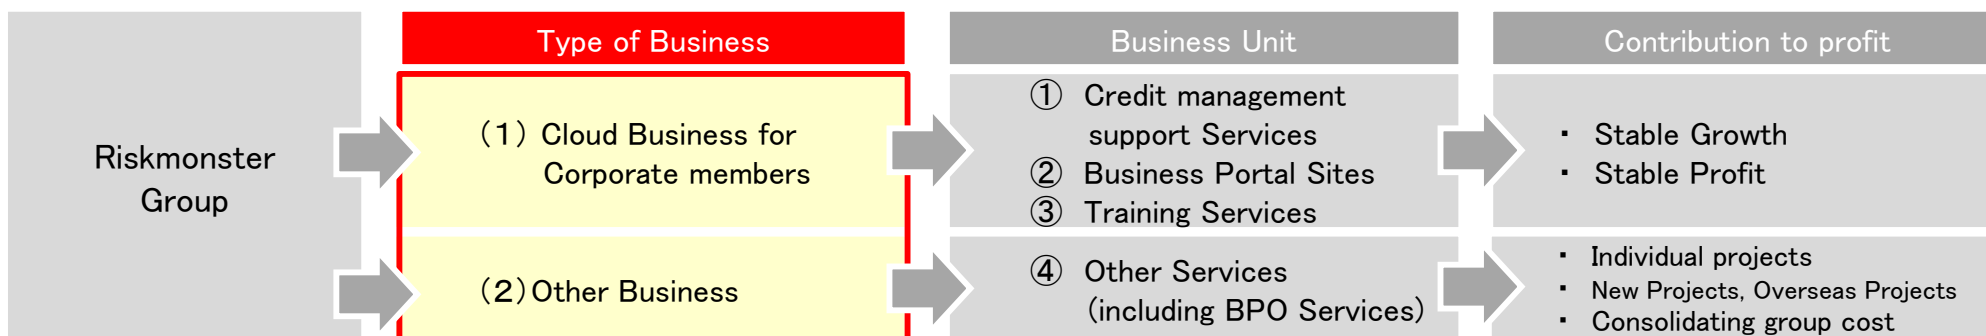 Type of Business
Business Unit
Contribution to profit
Riskmonster
Group
(1) Cloud Business for
Corporate members
① Credit management
support Services
② Business Portal Sites
③ Training Services
・ Stable Growth
・ Stable Profit
(2) Other Business
④ Other Services
(including BPO Services)
・ Individual projects
・ New Projects, Overseas Projects
・ Consolidating group cost